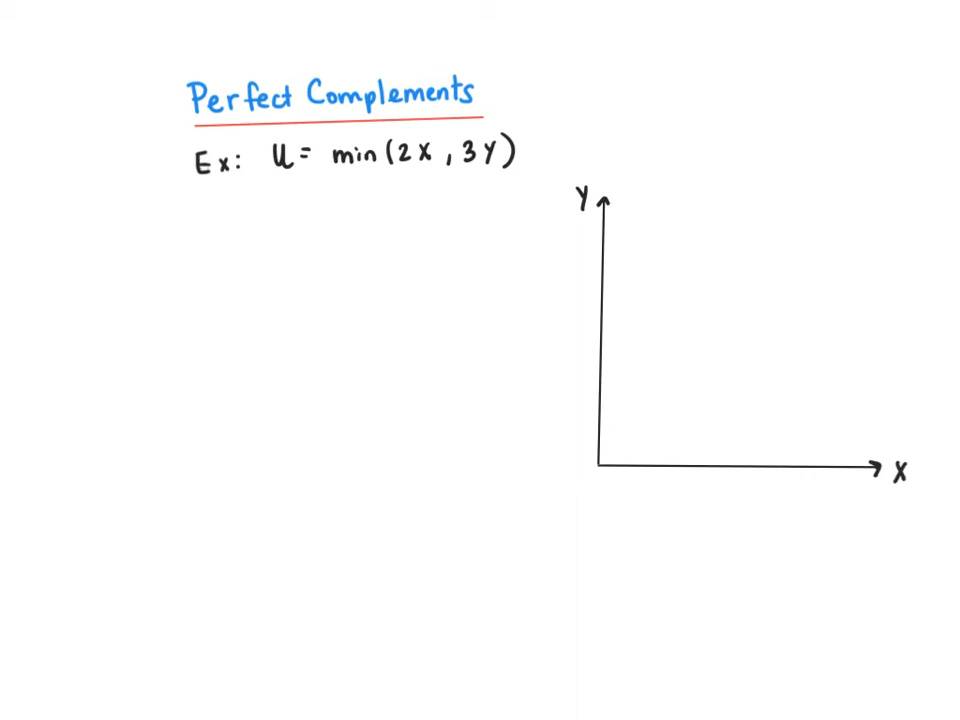 Perfect Complements
Ex: U = min(2x, 3Y)
Y
X